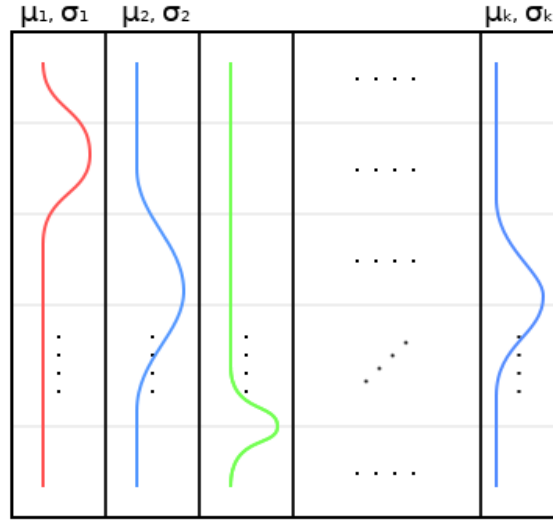 μ₁, σ₁ μ₂, σ₂ μₖ, σₖ